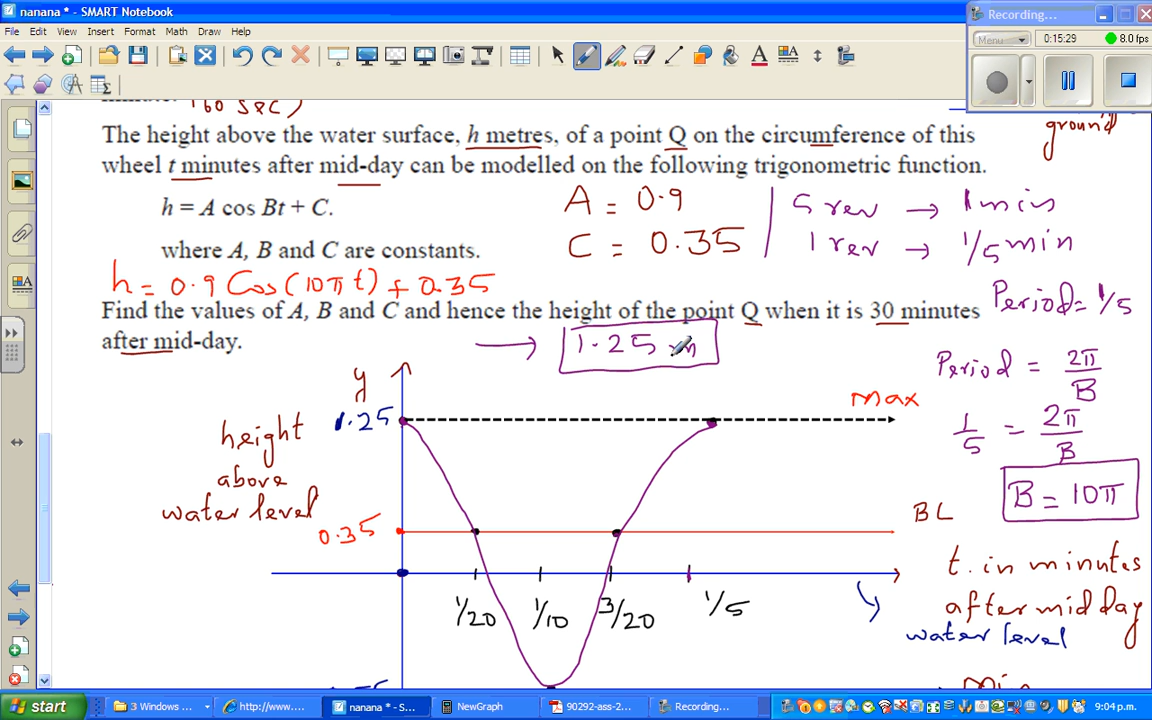 nanana * - SMART Notebook
Recording...
File Edit View Insert Format Math Draw Help
Menu
0:15:29
8.0 fps
(60 sec)
ground
The height above the water surface, h metres, of a point Q on the circumference of this
wheel t minutes after mid-day can be modelled on the following trigonometric function.
h = A cos Bt + C.
A = 0.9
5 rev → 1 min
where A, B and C are constants.
C = 0.35
1 rev → 1/5 min
h = 0.9 Cos(10π t) + 0.35
Period = 1/5
Find the values of A, B and C and hence the height of the point Q when it is 30 minutes
after mid-day.
→ 1.25 m
Period = 2π/B
y
1.25
Max
1/5 = 2π/B
height
above
water level
B = 10π
0.35
BL
t. in minutes
after mid day
1/20 1/10 3/20 1/5
water level
min
start
3 Windows ...
http://www....
nanana * - S...
NewGraph
90292-ass-2...
Recording...
9:04 p.m.